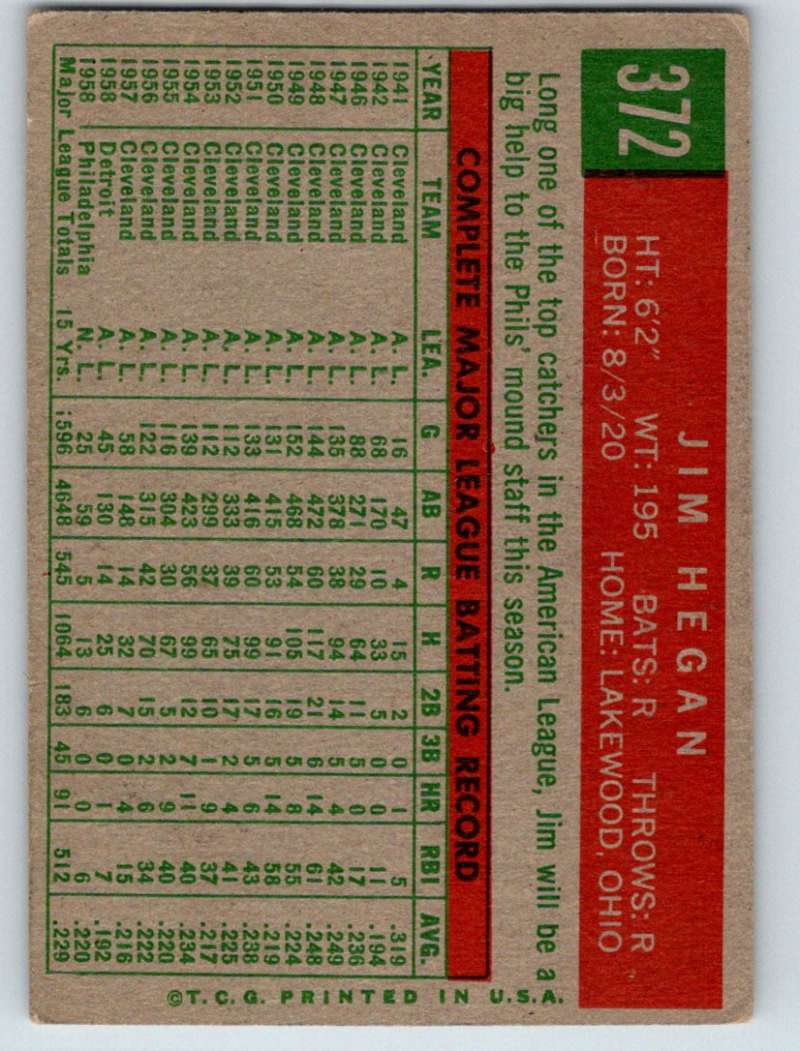 372
JIM HEGAN
HT: 6'2" WT: 195 BATS: R THROWS: R
BORN: 8/3/20 HOME: LAKEWOOD, OHIO
Long one of the top catchers in the American League, Jim will be a
big help to the Phils' mound staff this season.
COMPLETE MAJOR LEAGUE BATTING RECORD
YEAR TEAM LEA. G AB R H 2B 3B HR RBI AVG.
1941 Cleveland A. L. 16 47 4 15 2 0 1 5 .319
1942 Cleveland A. L. 68 170 10 33 5 0 0 11 .194
1946 Cleveland A. L. 88 271 29 64 11 5 0 17 .236
1947 Cleveland A. L. 135 378 38 94 14 5 4 42 .249
1948 Cleveland A. L. 144 472 60 117 21 6 14 61 .248
1949 Cleveland A. L. 152 468 54 105 19 5 8 55 .224
1950 Cleveland A. L. 131 415 53 91 16 5 14 58 .219
1951 Cleveland A. L. 133 416 60 99 17 5 6 43 .238
1952 Cleveland A. L. 112 333 39 75 17 2 4 41 .225
1953 Cleveland A. L. 112 299 37 65 10 1 9 37 .217
1954 Cleveland A. L. 139 423 56 99 12 7 11 40 .234
1955 Cleveland A. L. 116 304 30 67 5 2 9 40 .220
1956 Cleveland A. L. 122 315 42 70 15 2 6 34 .222
1957 Cleveland A. L. 58 148 14 32 7 0 4 15 .216
1958 Detroit A. L. 45 130 14 25 6 0 1 7 .192
1958 Philadelphia N. L. 25 59 5 13 6 0 0 6 .220
Major League Totals 15 Yrs. 1596 4648 545 1064 183 45 91 512 .229
©T.C.G. PRINTED IN U.S.A.